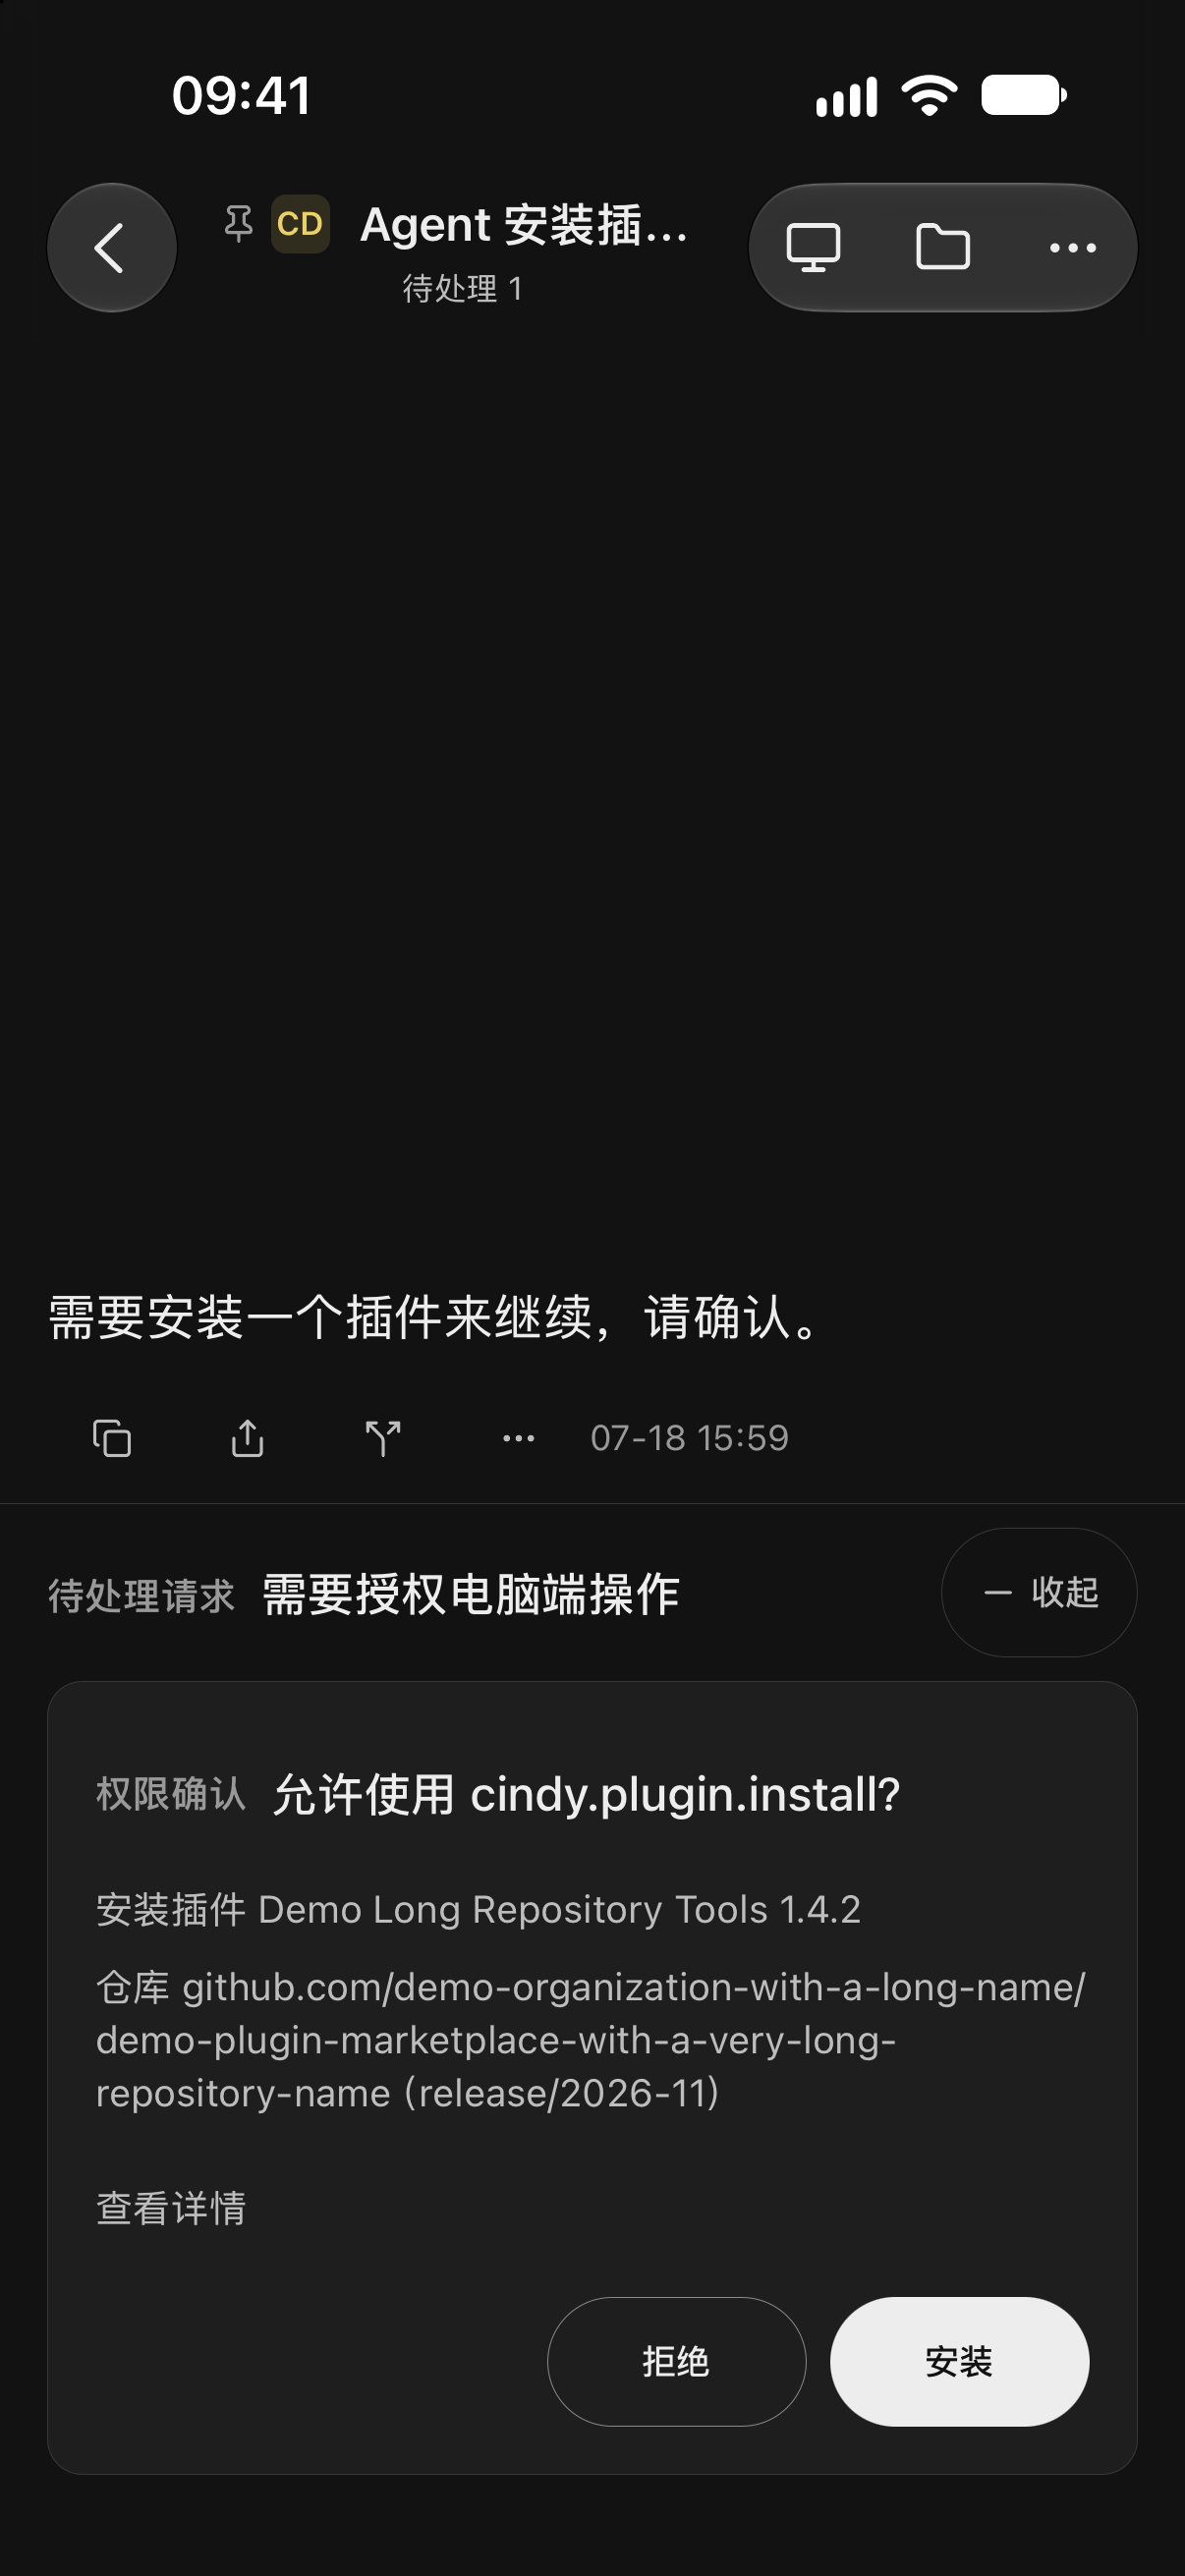 09:41
CD Agent 安装插...
待处理 1
需要安装一个插件来继续，请确认。
07-18 15:59
待处理请求 需要授权电脑端操作
收起
权限确认 允许使用 cindy.plugin.install?
安装插件 Demo Long Repository Tools 1.4.2
仓库 github.com/demo-organization-with-a-long-name/
demo-plugin-marketplace-with-a-very-long-
repository-name (release/2026-11)
查看详情
拒绝
安装